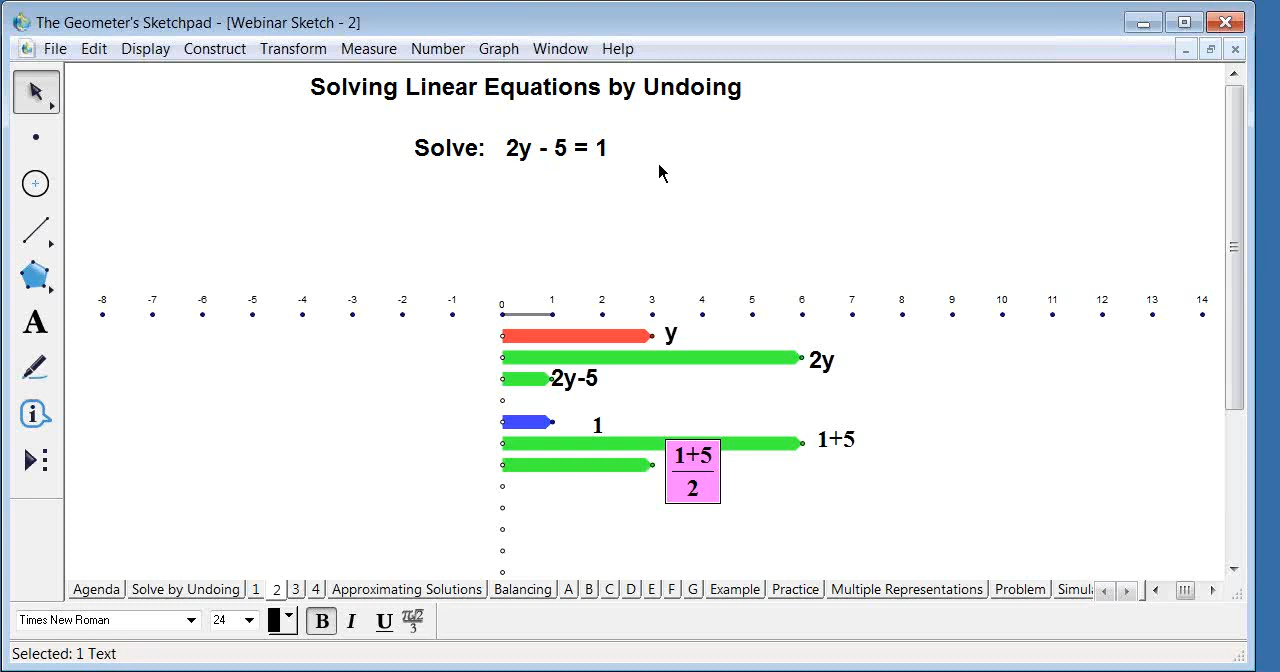 The Geometer's Sketchpad - [Webinar Sketch - 2]
File Edit Display Construct Transform Measure Number Graph Window Help
Solving Linear Equations by Undoing
Solve: 2y - 5 = 1
-8 -7 -6 -5 -4 -3 -2 -1 0 1 2 3 4 5 6 7 8 9 10 11 12 13 14
y
2y
2y-5
1
1+5
1+5
2
A
i
Agenda Solve by Undoing 1 2 3 4 Approximating Solutions Balancing A B C D E F G Example Practice Multiple Representations Problem Simul
Times New Roman 24 B I U
Selected: 1 Text